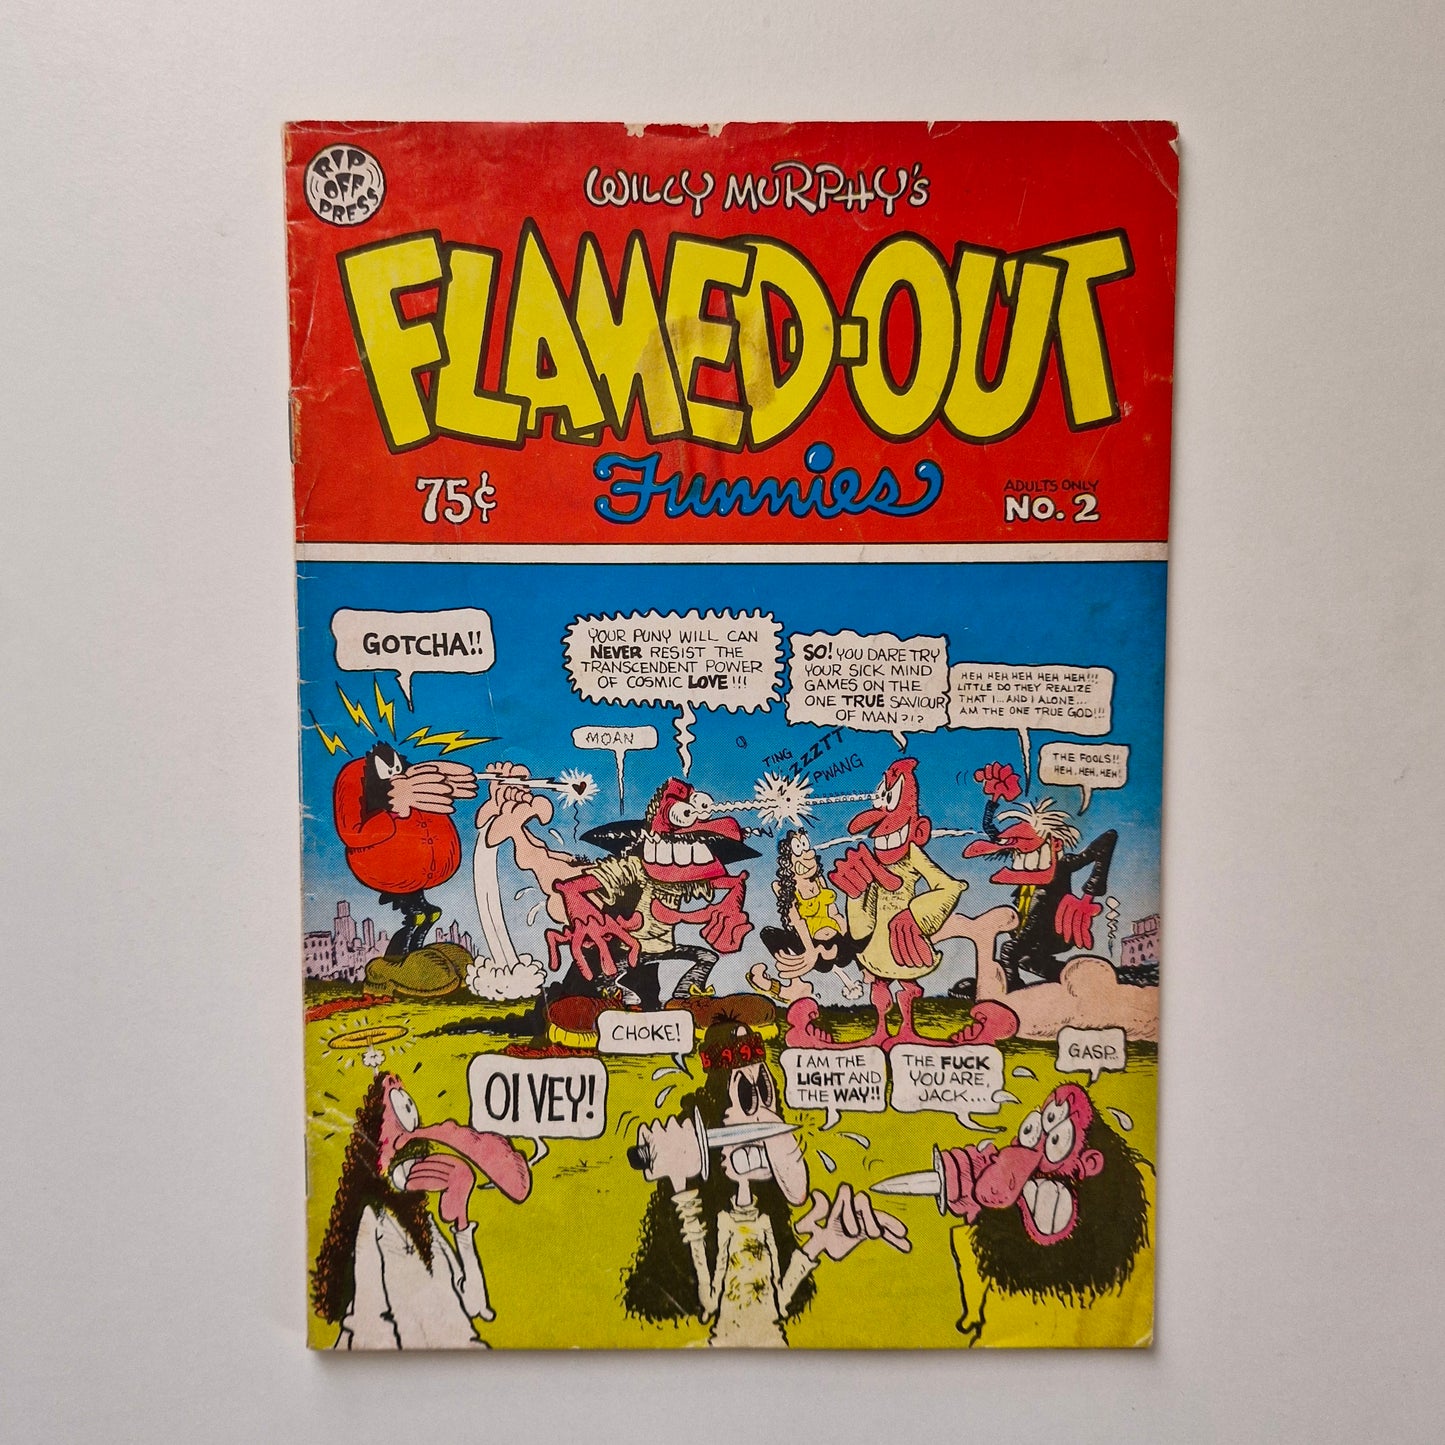 RIP
OFF
PRESS
WILLY MURPHY'S
FLAMED-OUT
Funnies
75¢
ADULTS ONLY
NO. 2
GOTCHA!!
YOUR PUNY WILL CAN
NEVER RESIST THE
TRANSCENDENT POWER
OF COSMIC LOVE!!!
SO! YOU DARE TRY
YOUR SICK MIND
GAMES ON THE
ONE TRUE SAVIOUR
OF MAN?!?
HEH HEH HEH HEH HEH!!!
LITTLE DO THEY REALIZE
THAT I...AND I ALONE...
AM THE ONE TRUE GOD!!!
MOAN
TING
ZZZZTT
PWANG
THE FOOLS!!
HEH, HEH, HEH!
CHOKE!
OI VEY!
I AM THE
LIGHT AND
THE WAY!!
THE FUCK
YOU ARE,
JACK...
GASP.